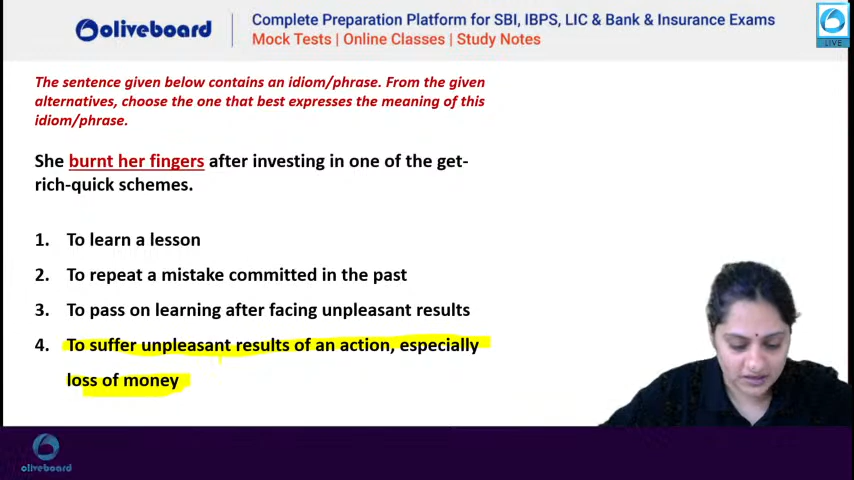 oliveboard
Complete Preparation Platform for SBI, IBPS, LIC & Bank & Insurance Exams
Mock Tests | Online Classes | Study Notes
LIVE
The sentence given below contains an idiom/phrase. From the given
alternatives, choose the one that best expresses the meaning of this
idiom/phrase.
She burnt her fingers after investing in one of the get-
rich-quick schemes.
1. To learn a lesson
2. To repeat a mistake committed in the past
3. To pass on learning after facing unpleasant results
4. To suffer unpleasant results of an action, especially
loss of money
oliveboard